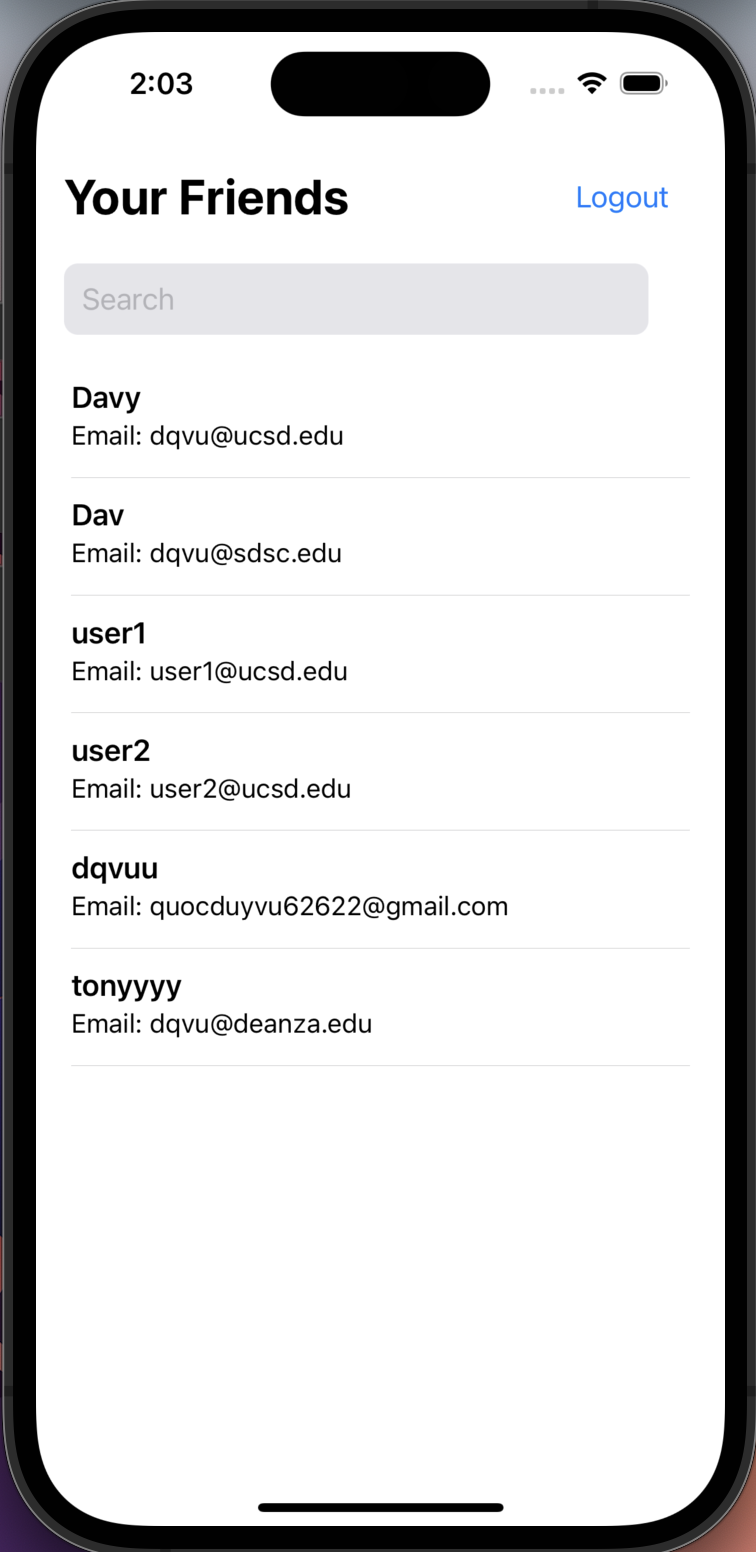 2:03
Your Friends
Logout
Search
Davy
Email: dqvu@ucsd.edu
Dav
Email: dqvu@sdsc.edu
user1
Email: user1@ucsd.edu
user2
Email: user2@ucsd.edu
dqvuu
Email: quocduyvu62622@gmail.com
tonyyyy
Email: dqvu@deanza.edu